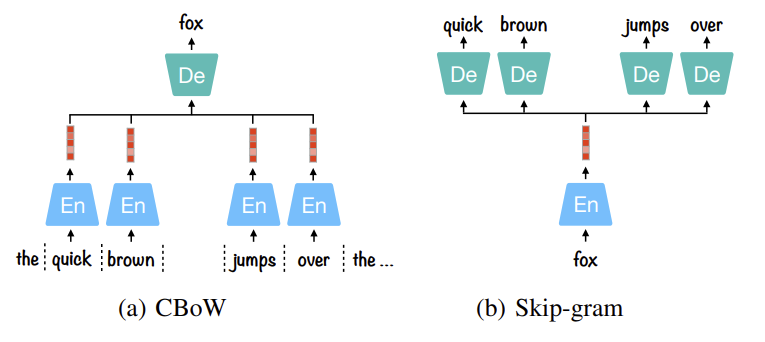 fox
De
En En En En
the quick brown jumps over the ...
(a) CBoW
quick brown jumps over
De De De De
En
fox
(b) Skip-gram